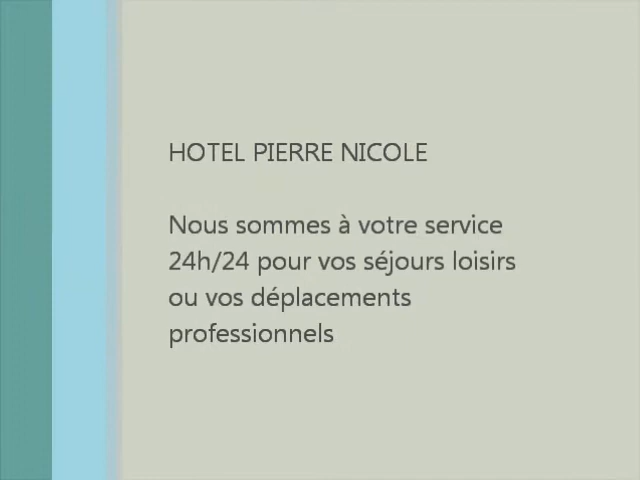 HOTEL PIERRE NICOLE
Nous sommes à votre service
24h/24 pour vos séjours loisirs
ou vos déplacements
professionnels